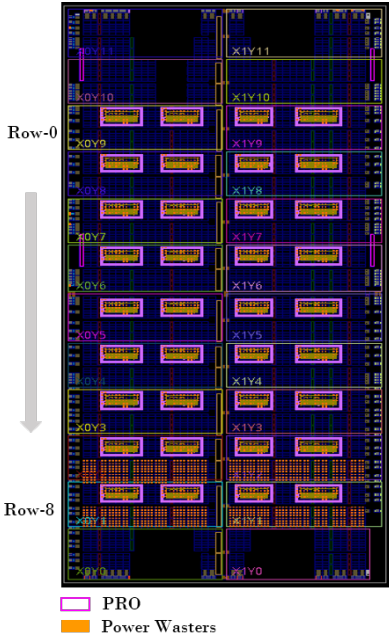 X0Y11 X1Y11
X0Y10 X1Y10
Row-0
X0Y9 X1Y9
X0Y8 X1Y8
X0Y7 X1Y7
X0Y6 X1Y6
X0Y5 X1Y5
X0Y4 X1Y4
X0Y3 X1Y3
Row-8
X0Y1 X1Y1
X0Y0 X1Y0
PRO
Power Wasters